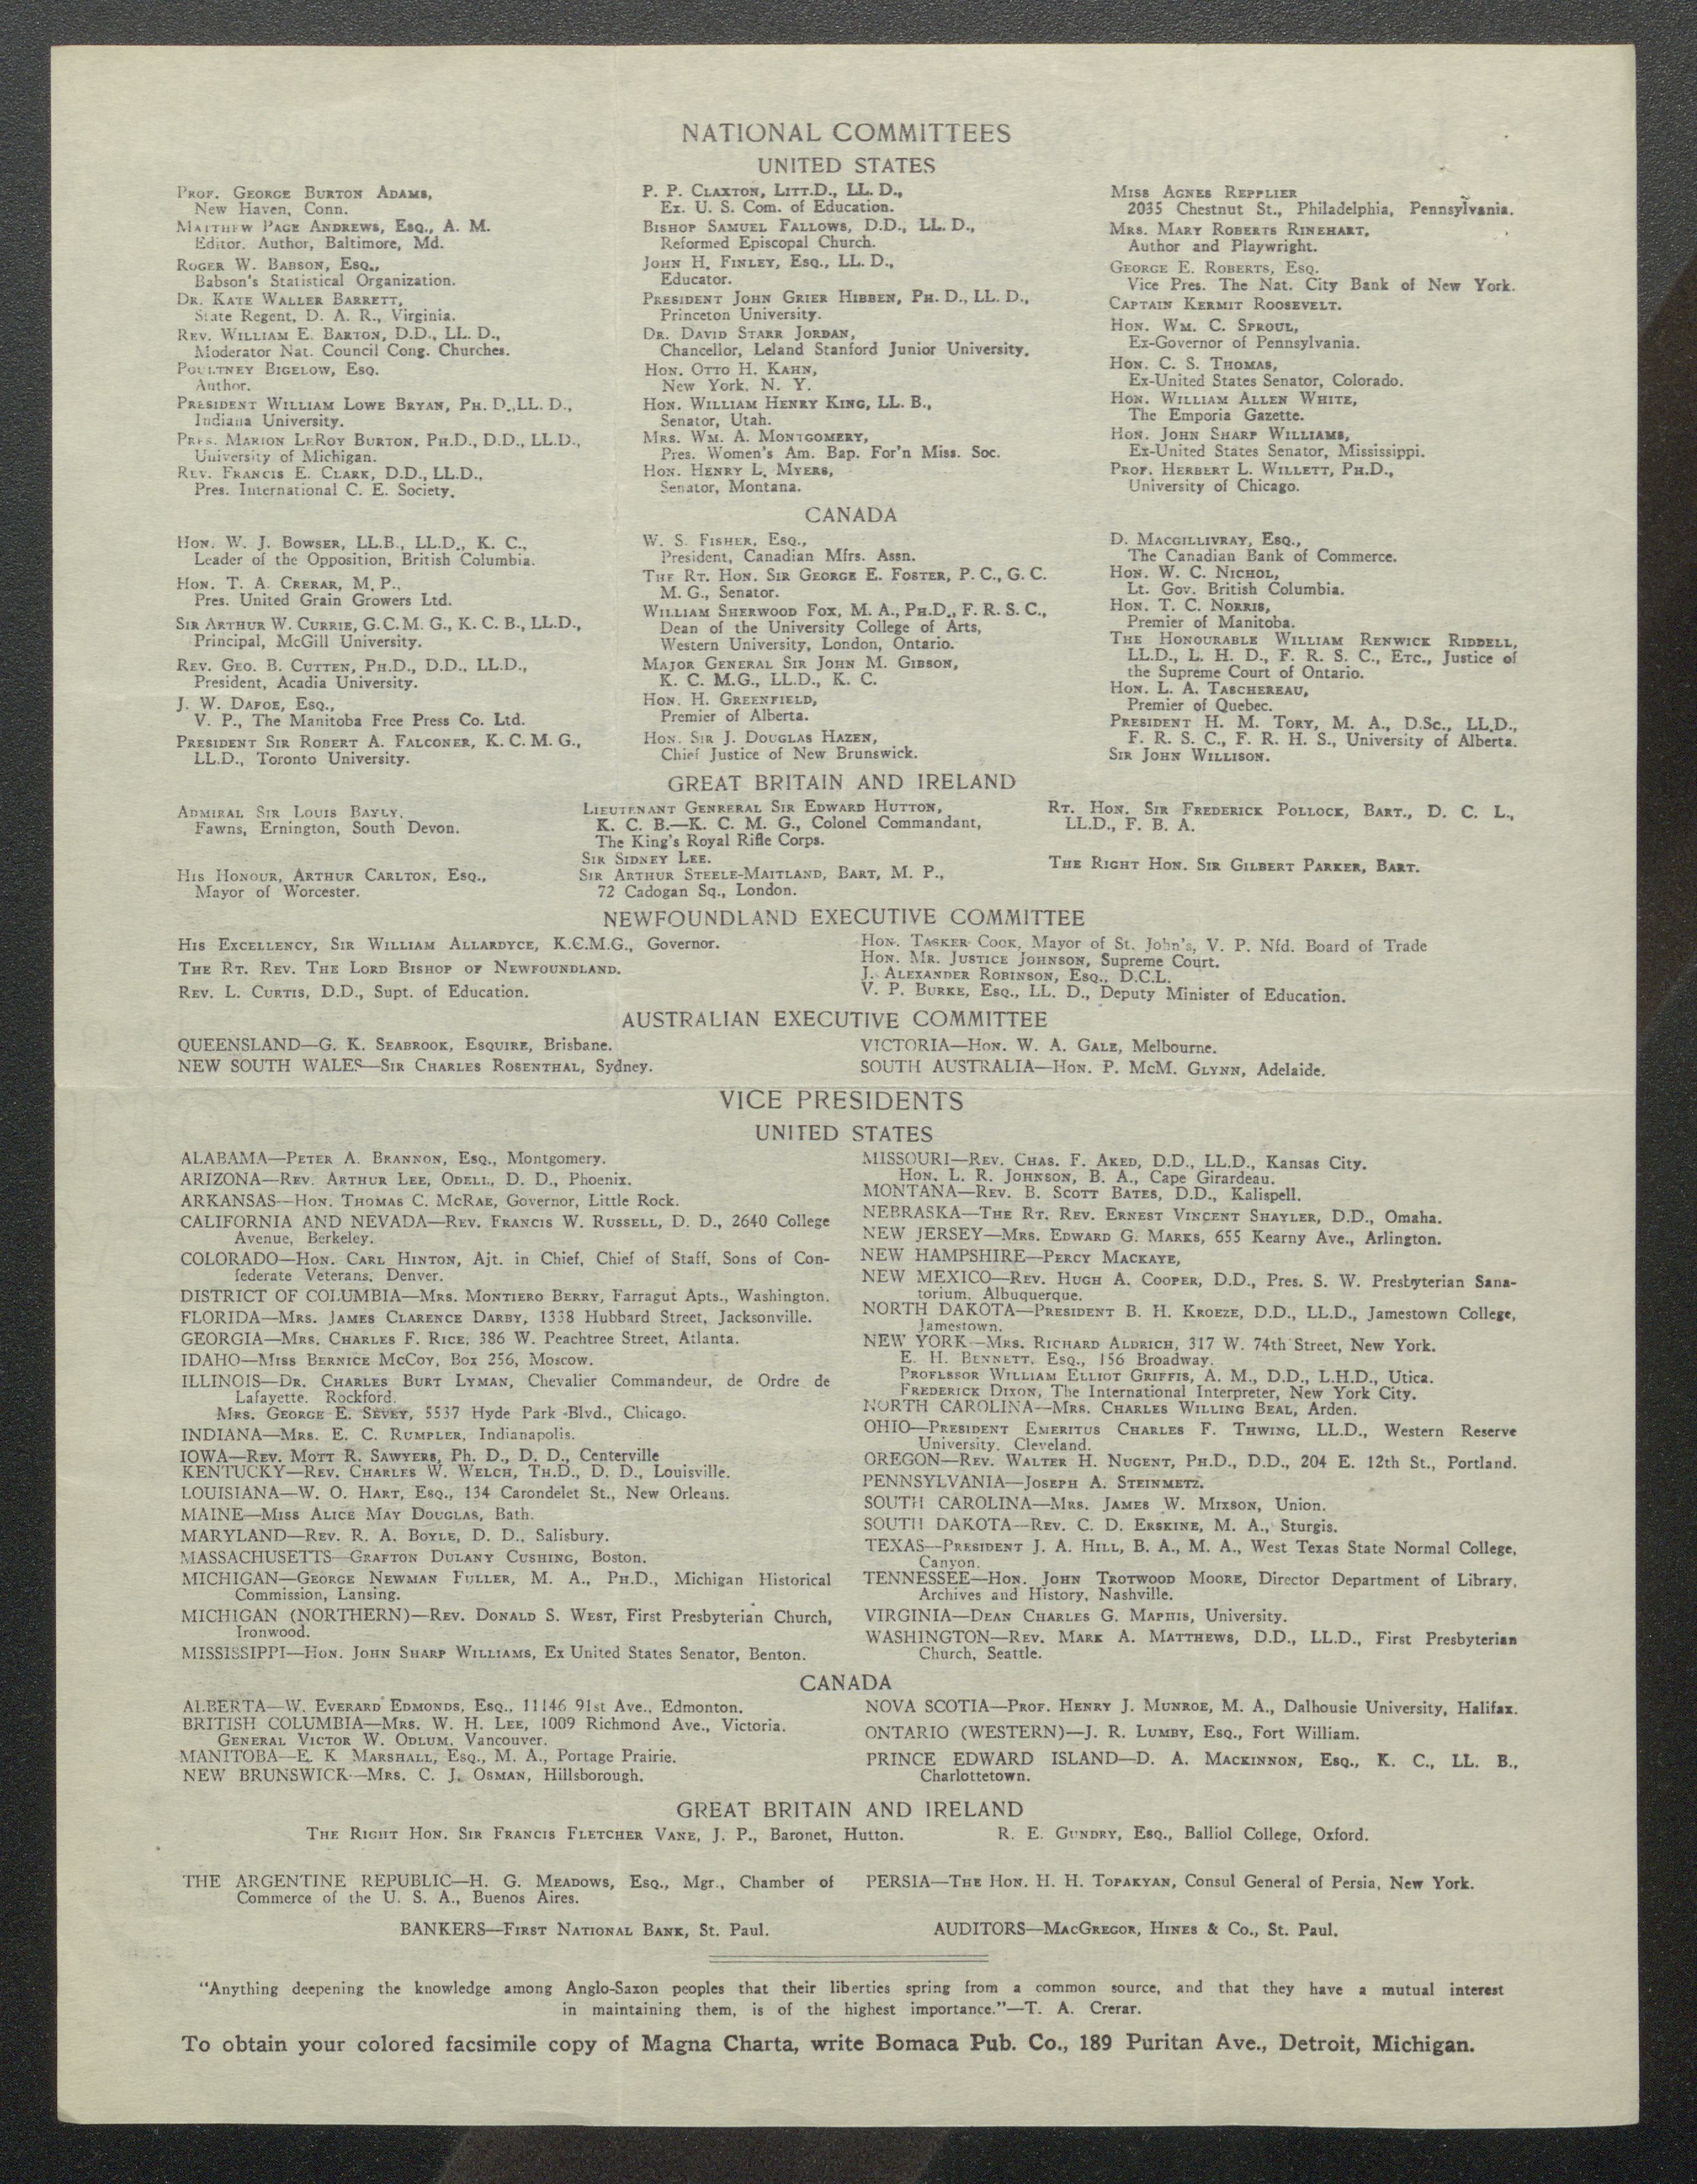 NATIONAL COMMITTEES
UNITED STATES
PROF. GEORGE BURTON ADAMS,
New Haven, Conn.
MATTHEW PAGE ANDREWS, ESQ., A. M.
Editor. Author, Baltimore, Md.
ROGER W. BABSON, ESQ.,
Babson's Statistical Organization.
DR. KATE WALLER BARRETT,
State Regent, D. A. R., Virginia.
REV. WILLIAM E. BARTON, D.D., LL. D.,
Moderator Nat. Council Cong. Churches.
POULTNEY BIGELOW, ESQ.
Author.
PRESIDENT WILLIAM LOWE BRYAN, PH. D., LL. D.,
Indiana University.
PRES. MARION LEROY BURTON, PH.D., D.D., LL.D.,
University of Michigan.
REV. FRANCIS E. CLARK, D.D., LL.D.,
Pres. International C. E. Society.
P. P. CLAXTON, LITT.D., LL. D.,
Ex. U. S. Com. of Education.
BISHOP SAMUEL FALLOWS, D.D., LL. D.,
Reformed Episcopal Church.
JOHN H. FINLEY, ESQ., LL. D.,
Educator.
PRESIDENT JOHN GRIER HIBBEN, PH. D., LL. D.,
Princeton University.
DR. DAVID STARR JORDAN,
Chancellor, Leland Stanford Junior University.
HON. OTTO H. KAHN,
New York, N. Y.
HON. WILLIAM HENRY KING, LL. B.,
Senator, Utah.
MRS. WM. A. MONTGOMERY,
Pres. Women's Am. Bap. For'n Miss. Soc.
HON. HENRY L. MYERS,
Senator, Montana.
MISS AGNES REPPLIER
2035 Chestnut St., Philadelphia, Pennsylvania.
MRS. MARY ROBERTS RINEHART,
Author and Playwright.
GEORGE E. ROBERTS, ESQ.
Vice Pres. The Nat. City Bank of New York.
CAPTAIN KERMIT ROOSEVELT.
HON. WM. C. SPROUL,
Ex-Governor of Pennsylvania.
HON. C. S. THOMAS,
Ex-United States Senator, Colorado.
HON. WILLIAM ALLEN WHITE,
The Emporia Gazette.
HON. JOHN SHARP WILLIAMS,
Ex-United States Senator, Mississippi.
PROF. HERBERT L. WILLETT, PH.D.,
University of Chicago.
CANADA
HON. W. J. BOWSER, LL.B., LL.D., K. C.,
Leader of the Opposition, British Columbia.
HON. T. A. CRERAR, M. P.,
Pres. United Grain Growers Ltd.
SIR ARTHUR W. CURRIE, G.C.M. G., K. C. B., LL.D.,
Principal, McGill University.
REV. GEO. B. CUTTEN, PH.D., D.D., LL.D.,
President, Acadia University.
J. W. DAFOE, ESQ.,
V. P., The Manitoba Free Press Co. Ltd.
PRESIDENT SIR ROBERT A. FALCONER, K. C. M. G.,
LL.D., Toronto University.
W. S. FISHER, ESQ.,
President, Canadian Mfrs. Assn.
THE RT. HON. SIR GEORGE E. FOSTER, P. C., G. C.
M. G., Senator.
WILLIAM SHERWOOD FOX, M. A., PH.D., F. R. S. C.,
Dean of the University College of Arts,
Western University, London, Ontario.
MAJOR GENERAL SIR JOHN M. GIBSON,
K. C. M.G., LL.D., K. C.
HON. H. GREENFIELD,
Premier of Alberta.
HON. SIR J. DOUGLAS HAZEN,
Chief Justice of New Brunswick.
D. MACGILLIVRAY, ESQ.,
The Canadian Bank of Commerce.
HON. W. C. NICHOL,
Lt. Gov. British Columbia.
HON. T. C. NORRIS,
Premier of Manitoba.
THE HONOURABLE WILLIAM RENWICK RIDDELL,
LL.D., L. H. D., F. R. S. C., ETC., Justice of
the Supreme Court of Ontario.
HON. L. A. TASCHEREAU,
Premier of Quebec.
PRESIDENT H. M. TORY, M. A., D.SC., LL.D.,
F. R. S. C., F. R. H. S., University of Alberta.
SIR JOHN WILLISON.
GREAT BRITAIN AND IRELAND
ADMIRAL SIR LOUIS BAYLY,
Fawns, Ernington, South Devon.
HIS HONOUR, ARTHUR CARLTON, ESQ.,
Mayor of Worcester.
LIEUTENANT GENRERAL SIR EDWARD HUTTON,
K. C. B.—K. C. M. G., Colonel Commandant,
The King's Royal Rifle Corps.
SIR SIDNEY LEE.
SIR ARTHUR STEELE-MAITLAND, BART, M. P.,
72 Cadogan Sq., London.
RT. HON. SIR FREDERICK POLLOCK, BART., D. C. L.,
LL.D., F. B. A.
THE RIGHT HON. SIR GILBERT PARKER, BART.
NEWFOUNDLAND EXECUTIVE COMMITTEE
HIS EXCELLENCY, SIR WILLIAM ALLARDYCE, K.C.M.G., Governor.
THE RT. REV. THE LORD BISHOP OF NEWFOUNDLAND.
REV. L. CURTIS, D.D., Supt. of Education.
HON. TASKER COOK, Mayor of St. John's, V. P. Nfd. Board of Trade
HON. MR. JUSTICE JOHNSON, Supreme Court.
J. ALEXANDER ROBINSON, ESQ., D.C.L.
V. P. BURKE, ESQ., LL. D., Deputy Minister of Education.
AUSTRALIAN EXECUTIVE COMMITTEE
QUEENSLAND—G. K. SEABROOK, ESQUIRE, Brisbane.
NEW SOUTH WALES—SIR CHARLES ROSENTHAL, Sydney.
VICTORIA—HON. W. A. GALE, Melbourne.
SOUTH AUSTRALIA—HON. P. MCM. GLYNN, Adelaide.
VICE PRESIDENTS
UNITED STATES
ALABAMA—PETER A. BRANNON, ESQ., Montgomery.
ARIZONA—REV. ARTHUR LEE, ODELL, D. D., Phoenix.
ARKANSAS—HON. THOMAS C. MCRAE, Governor, Little Rock.
CALIFORNIA AND NEVADA—REV. FRANCIS W. RUSSELL, D. D., 2640 College
Avenue, Berkeley.
COLORADO—HON. CARL HINTON, Ajt. in Chief, Chief of Staff, Sons of Con-
federate Veterans, Denver.
DISTRICT OF COLUMBIA—MRS. MONTIERO BERRY, Farragut Apts., Washington.
FLORIDA—MRS. JAMES CLARENCE DARBY, 1338 Hubbard Street, Jacksonville.
GEORGIA—MRS. CHARLES F. RICE, 386 W. Peachtree Street, Atlanta.
IDAHO—MISS BERNICE MCCOY, Box 256, Moscow.
ILLINOIS—DR. CHARLES BURT LYMAN, Chevalier Commandeur, de Ordre de
Lafayette. Rockford.
MRS. GEORGE E. SEVEY, 5537 Hyde Park Blvd., Chicago.
INDIANA—MRS. E. C. RUMPLER, Indianapolis.
IOWA—REV. MOTT R. SAWYERS, Ph. D., D. D., Centerville
KENTUCKY—REV. CHARLES W. WELCH, TH.D., D. D., Louisville.
LOUISIANA—W. O. HART, ESQ., 134 Carondelet St., New Orleans.
MAINE—MISS ALICE MAY DOUGLAS, Bath.
MARYLAND—REV. R. A. BOYLE, D. D., Salisbury.
MASSACHUSETTS—GRAFTON DULANY CUSHING, Boston.
MICHIGAN—GEORGE NEWMAN FULLER, M. A., PH.D., Michigan Historical
Commission, Lansing.
MICHIGAN (NORTHERN)—REV. DONALD S. WEST, First Presbyterian Church,
Ironwood.
MISSISSIPPI—HON. JOHN SHARP WILLIAMS, Ex United States Senator, Benton.
MISSOURI—REV. CHAS. F. AKED, D.D., LL.D., Kansas City.
HON. L. R. JOHNSON, B. A., Cape Girardeau.
MONTANA—REV. B. SCOTT BATES, D.D., Kalispell.
NEBRASKA—THE RT. REV. ERNEST VINCENT SHAYLER, D.D., Omaha.
NEW JERSEY—MRS. EDWARD G. MARKS, 655 Kearny Ave., Arlington.
NEW HAMPSHIRE—PERCY MACKAYE,
NEW MEXICO—REV. HUGH A. COOPER, D.D., Pres. S. W. Presbyterian Sana-
torium, Albuquerque.
NORTH DAKOTA—PRESIDENT B. H. KROEZE, D.D., LL.D., Jamestown College,
Jamestown.
NEW YORK—MRS. RICHARD ALDRICH, 317 W. 74th Street, New York.
E. H. BENNETT, ESQ., 156 Broadway.
PROFESSOR WILLIAM ELLIOT GRIFFIS, A. M., D.D., L.H.D., Utica.
FREDERICK DIXON, The International Interpreter, New York City.
NORTH CAROLINA—MRS. CHARLES WILLING BEAL, Arden.
OHIO—PRESIDENT EMERITUS CHARLES F. THWING, LL.D., Western Reserve
University, Cleveland.
OREGON—REV. WALTER H. NUGENT, PH.D., D.D., 204 E. 12th St., Portland.
PENNSYLVANIA—JOSEPH A. STEINMETZ.
SOUTH CAROLINA—MRS. JAMES W. MIXSON, Union.
SOUTH DAKOTA—REV. C. D. ERSKINE, M. A., Sturgis.
TEXAS—PRESIDENT J. A. HILL, B. A., M. A., West Texas State Normal College,
Canyon.
TENNESSEE—HON. JOHN TROTWOOD MOORE, Director Department of Library,
Archives and History, Nashville.
VIRGINIA—DEAN CHARLES G. MAPHIS, University.
WASHINGTON—REV. MARK A. MATTHEWS, D.D., LL.D., First Presbyterian
Church, Seattle.
CANADA
ALBERTA—W. EVERARD EDMONDS, ESQ., 11146 91st Ave., Edmonton.
BRITISH COLUMBIA—MRS. W. H. LEE, 1009 Richmond Ave., Victoria.
GENERAL VICTOR W. ODLUM, Vancouver.
MANITOBA—E. K MARSHALL, ESQ., M. A., Portage Prairie.
NEW BRUNSWICK—MRS. C. J. OSMAN, Hillsborough.
NOVA SCOTIA—PROF. HENRY J. MUNROE, M. A., Dalhousie University, Halifax.
ONTARIO (WESTERN)—J. R. LUMBY, ESQ., Fort William.
PRINCE EDWARD ISLAND—D. A. MACKINNON, ESQ., K. C., LL. B.,
Charlottetown.
GREAT BRITAIN AND IRELAND
THE RIGHT HON. SIR FRANCIS FLETCHER VANE, J. P., Baronet, Hutton.
R. E. GUNDRY, ESQ., Balliol College, Oxford.
THE ARGENTINE REPUBLIC—H. G. MEADOWS, ESQ., Mgr., Chamber of
Commerce of the U. S. A., Buenos Aires.
PERSIA—THE HON. H. H. TOPAKYAN, Consul General of Persia, New York.
BANKERS—FIRST NATIONAL BANK, St. Paul.
AUDITORS—MACGREGOR, HINES & CO., St. Paul.
"Anything deepening the knowledge among Anglo-Saxon peoples that their liberties spring from a common source, and that they have a mutual interest
in maintaining them, is of the highest importance."—T. A. Crerar.
To obtain your colored facsimile copy of Magna Charta, write Bomaca Pub. Co., 189 Puritan Ave., Detroit, Michigan.